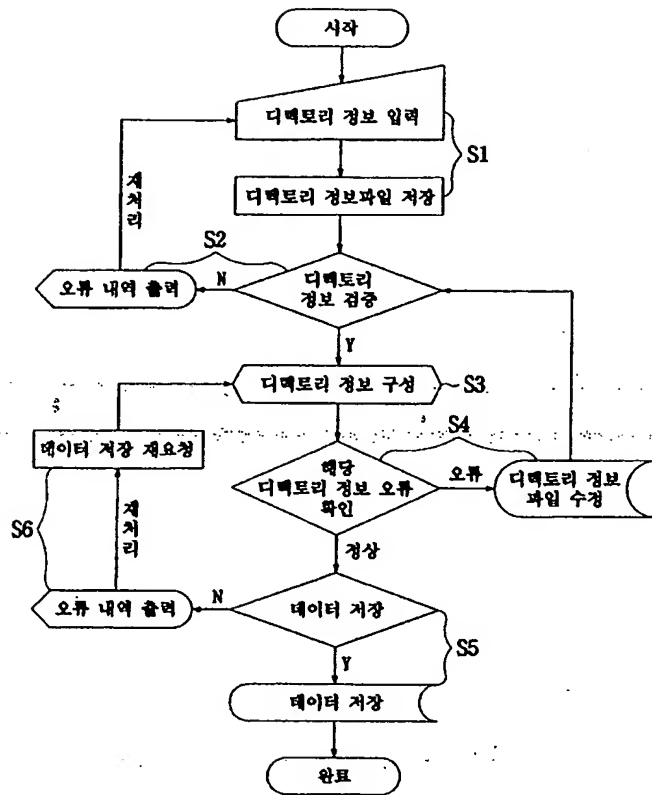 시작
디렉토리 정보 입력
S1
재
처
리
디렉토리 정보파일 저장
S2
오류 내역 출력
N
디렉토리
정보 검증
Y
디렉토리 정보 구성
S3
S4
데이터 저장 재요청
해당
디렉토리 정보 오류
확인
오류
디렉토리 정보
파일 수정
S6
재
처
리
정상
오류 내역 출력
N
데이터 저장
S5
Y
데이터 저장
완료